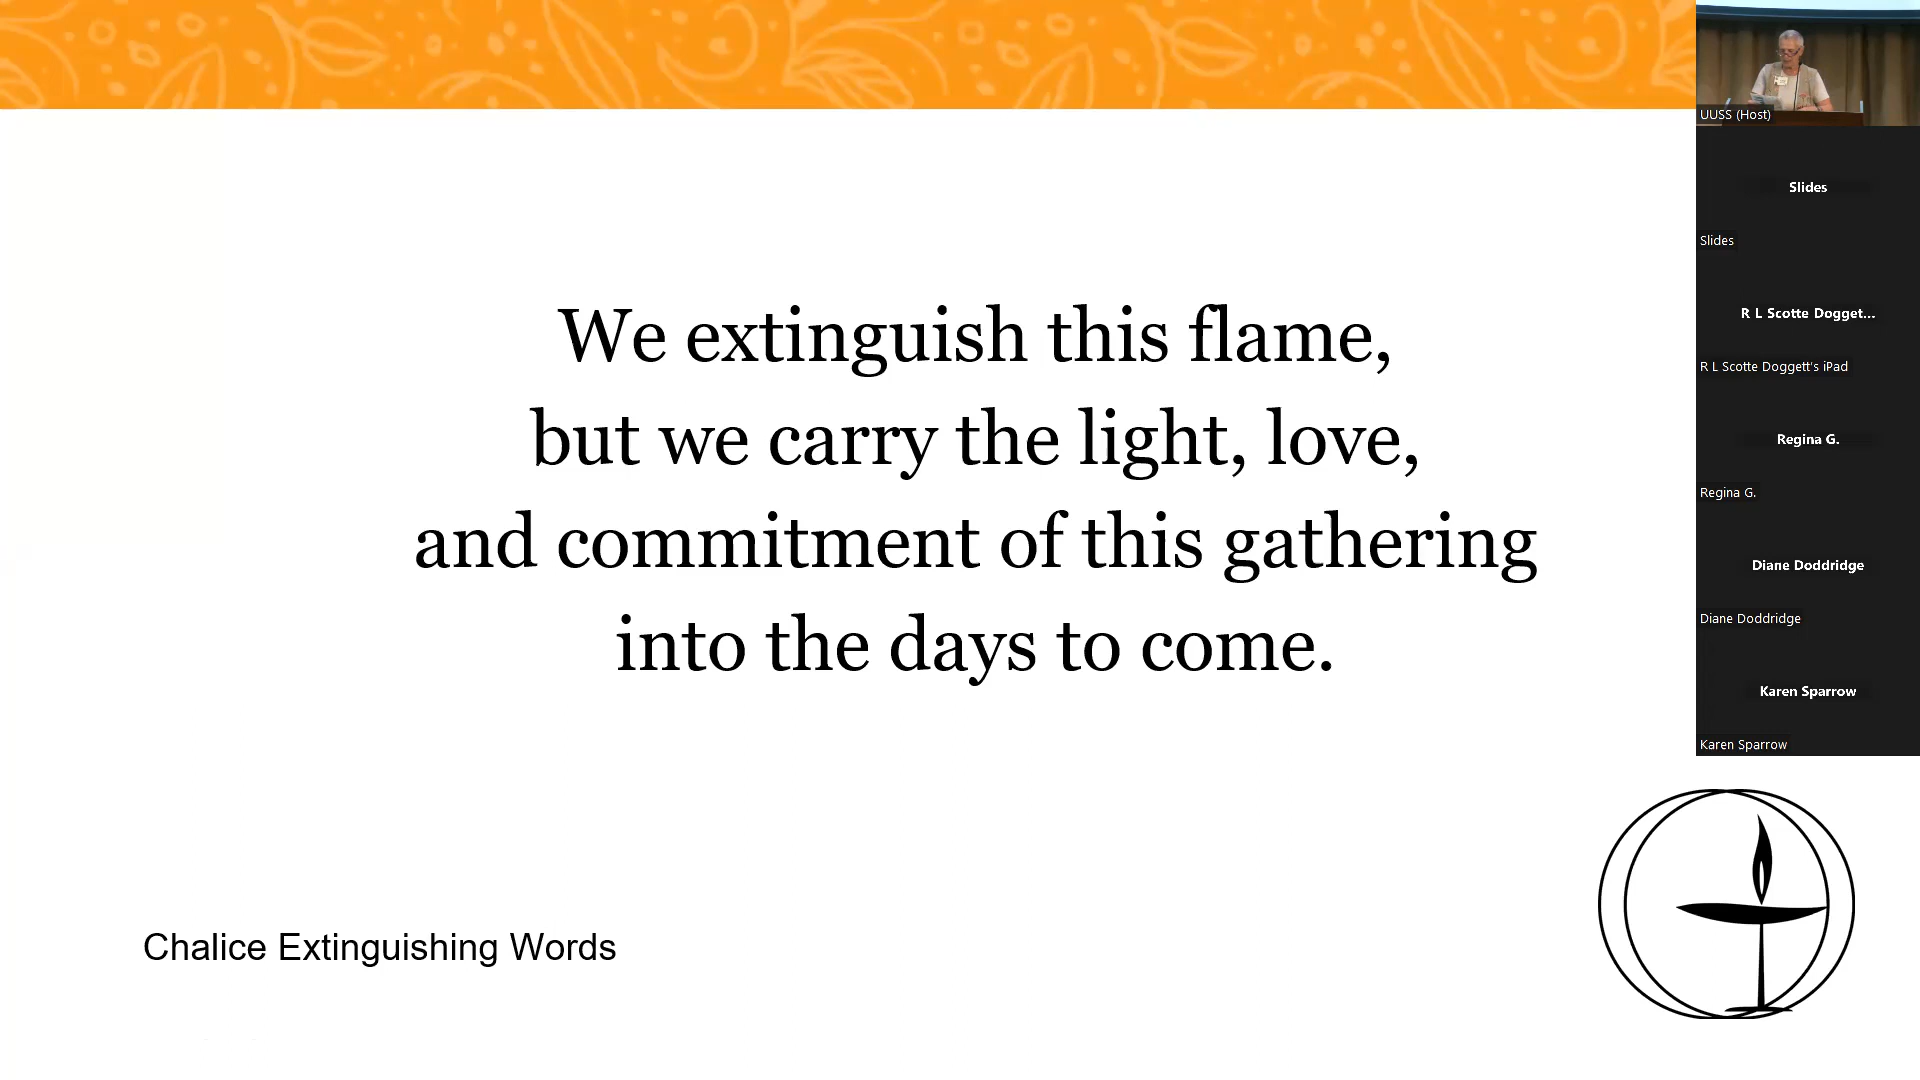 We extinguish this flame,
but we carry the light, love,
and commitment of this gathering
into the days to come.
Chalice Extinguishing Words
UUSS (Host)
Slides
Slides
R L Scotte Dogget...
R L Scotte Doggett's iPad
Regina G.
Regina G.
Diane Doddridge
Diane Doddridge
Karen Sparrow
Karen Sparrow